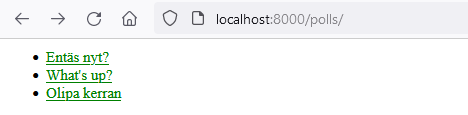 localhost:8000/polls/
Entäs nyt?
What's up?
Olipa kerran